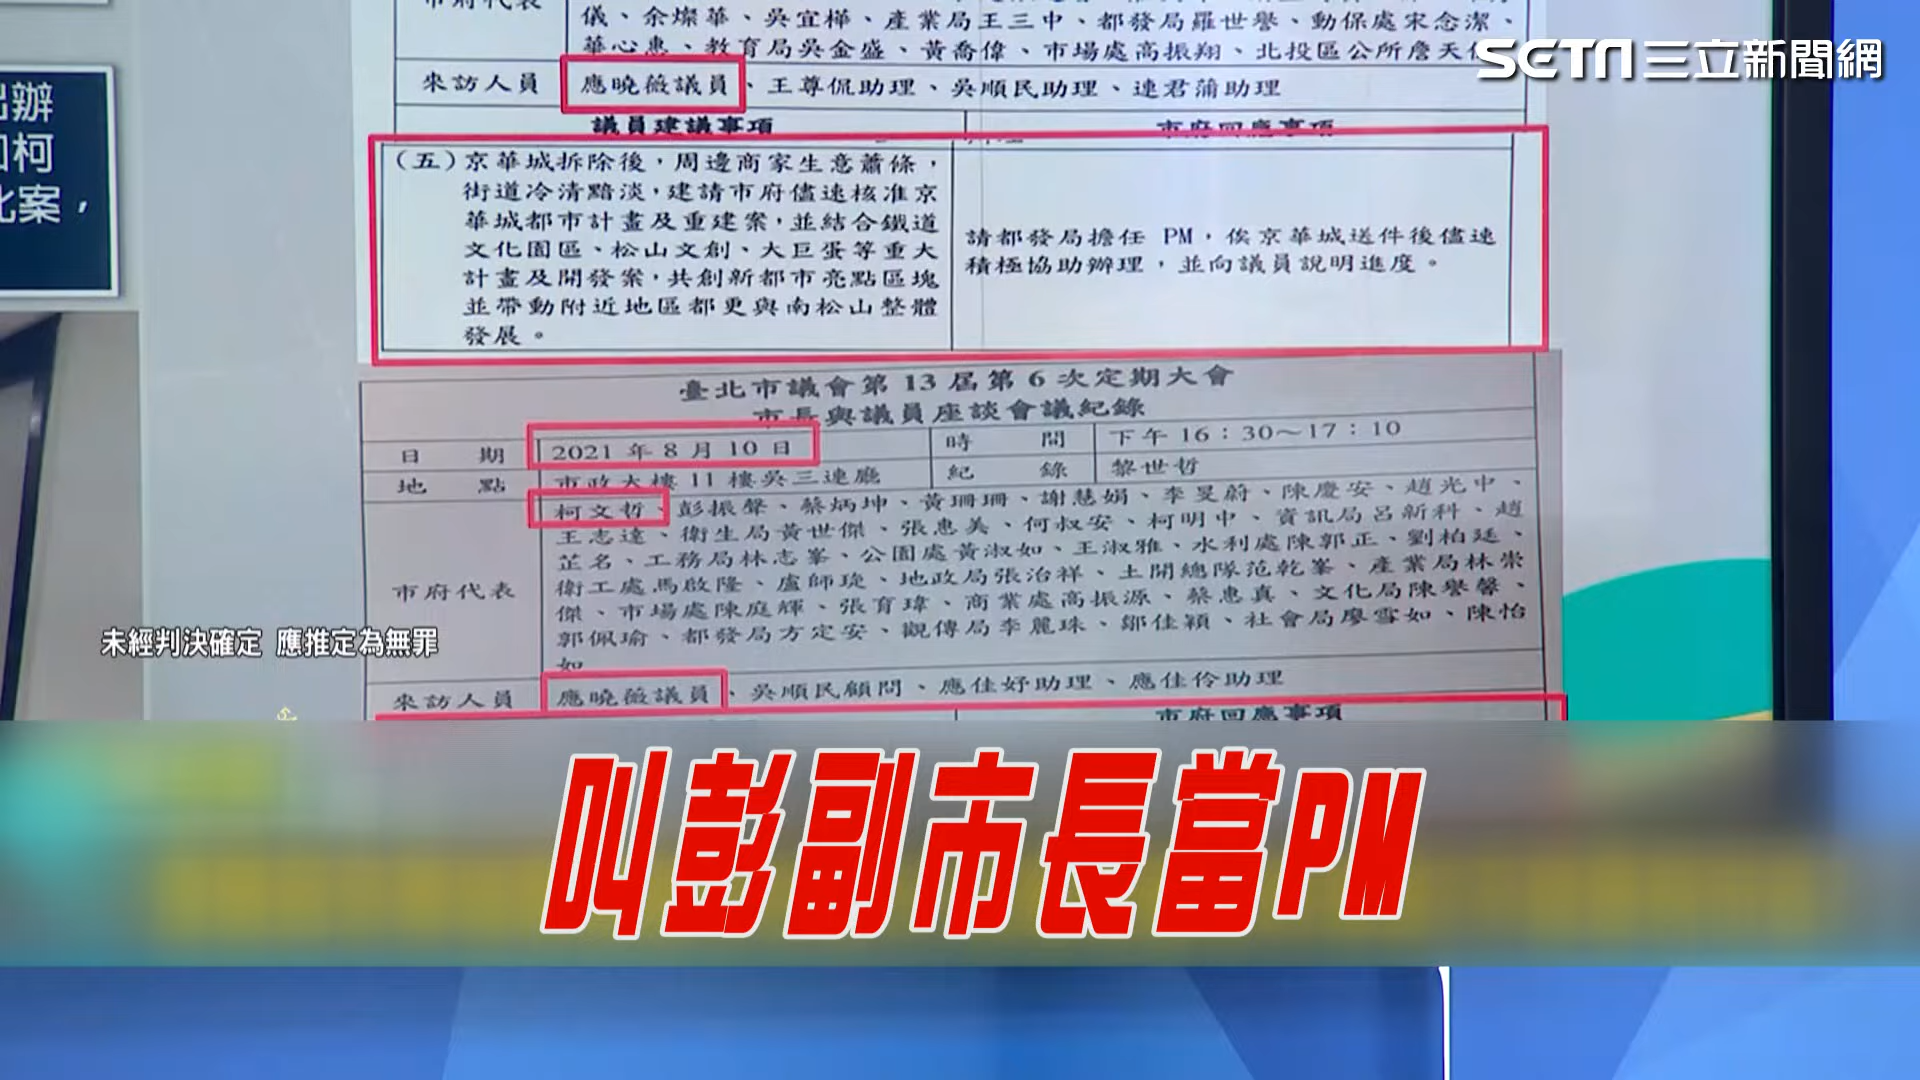 SETN 三立新聞網
市府代表
儀、余燦華、吳宜樺、產業局王三中、都發局羅世譽、動保處宋念潔、
華心惠、教育局吳金盛、黃喬偉、市場處高振翔、北投區公所詹天
來訪人員 應曉薇議員、王尊侃助理、吳順民助理、連君蒲助理
議員建議事項 市府回應事項
(五)京華城拆除後,周邊商家生意蕭條,
街道冷清黯淡,建請市府儘速核准京
華城都市計畫及重建案,並結合鐵道
文化園區、松山文創、大巨蛋等重大
計畫及開發案,共創新都市亮點區塊
並帶動附近地區都更與南松山整體
發展。
請都發局擔任 PM,俟京華城送件後儘速
積極協助辦理,並向議員說明進度。
出辦
柯
此案,
臺北市議會第 13 屆第 6 次定期大會
市長與議員座談會議紀錄
日期 2021 年 8 月 10 日 時間 下午 16:30~17:10
地點 市政大樓 11 樓吳三連廳 紀錄 黎世哲
市府代表
柯文哲、彭振聲、蔡炳坤、黃珊珊、謝慧娟、李旻蔚、陳慶安、趙光中、
王志達、衛生局黃世傑、張惠美、何叔安、柯明中、資訊局呂新科、趙
芷名、工務局林志峯、公園處黃淑如、王淑雅、水利處陳郭正、劉柏廷、
衛工處馬啟隆、盧師琁、地政局張治祥、土開總隊范乾峯、產業局林崇
傑、市場處陳庭輝、張育瑋、商業處高振源、蔡惠真、文化局陳譽馨、
郭佩瑜、都發局方定安、觀傳局李麗珠、鄒佳穎、社會局廖雪如、陳怡
如
來訪人員 應曉薇議員、吳順民顧問、應佳妤助理、應佳伶助理
市府回應事項
未經判決確定 應推定為無罪
叫彭副市長當PM